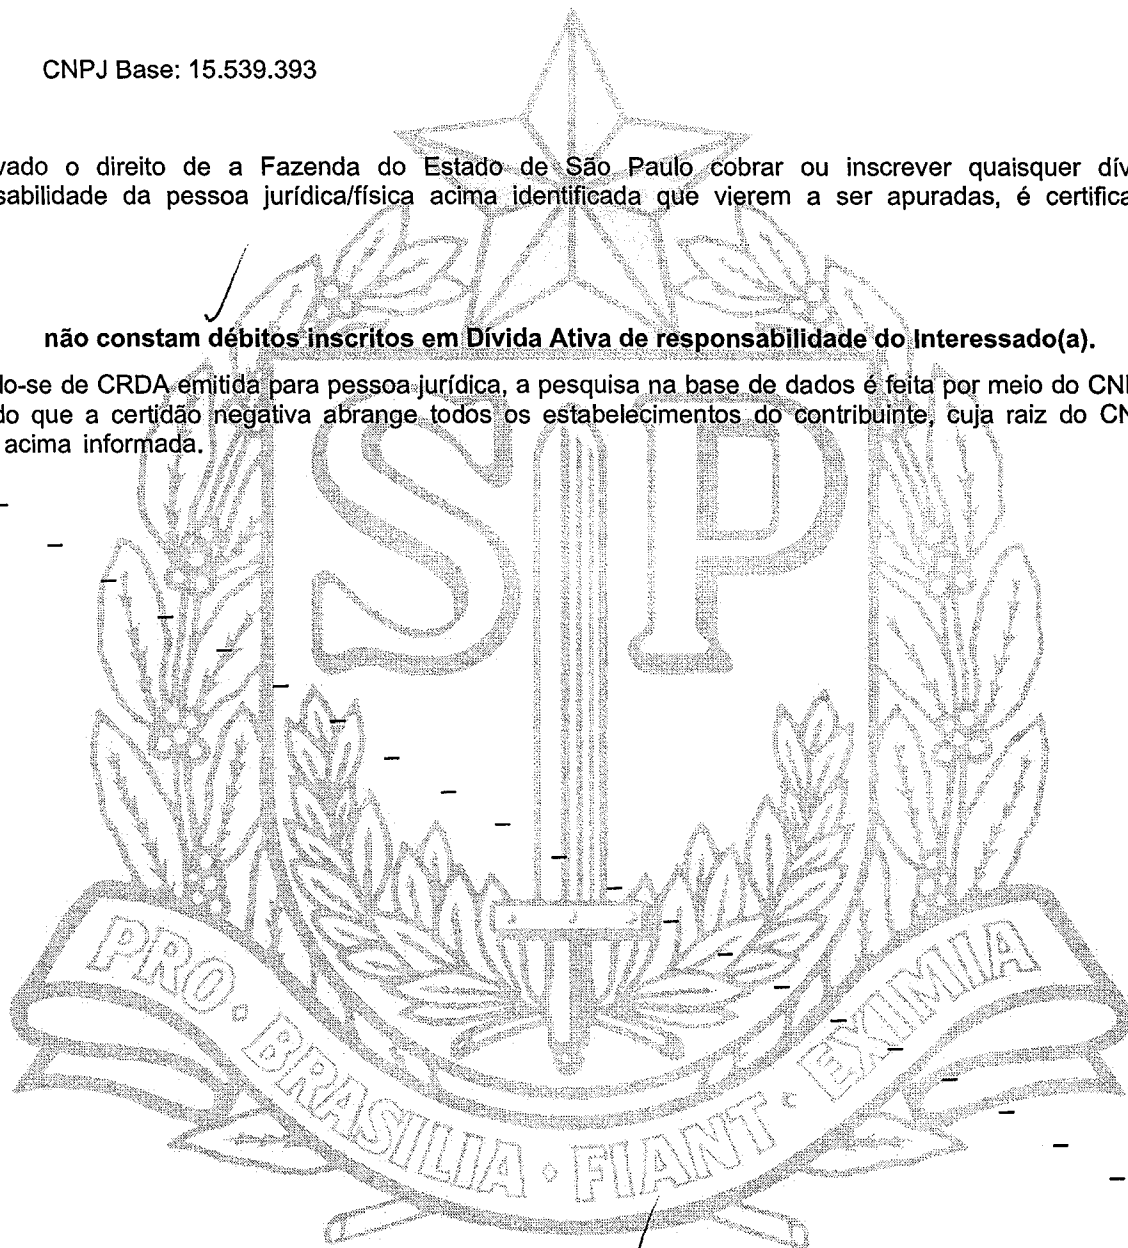 CNPJ Base: 15.539.393
vado o direito de a Fazenda do Estado de São Paulo cobrar ou inscrever quaisquer dív
sabilidade da pessoa jurídica/física acima identificada que vierem a ser apuradas, é certifica
não constam débitos inscritos em Dívida Ativa de responsabilidade do Interessado(a).
do-se de CRDA emitida para pessoa jurídica, a pesquisa na base de dados é feita por meio do CN
do que a certidão negativa abrange todos os estabelecimentos do contribuinte, cuja raiz do CN
acima informada.
SP
PRO · BRASILIA · FIANT · EXIMIA